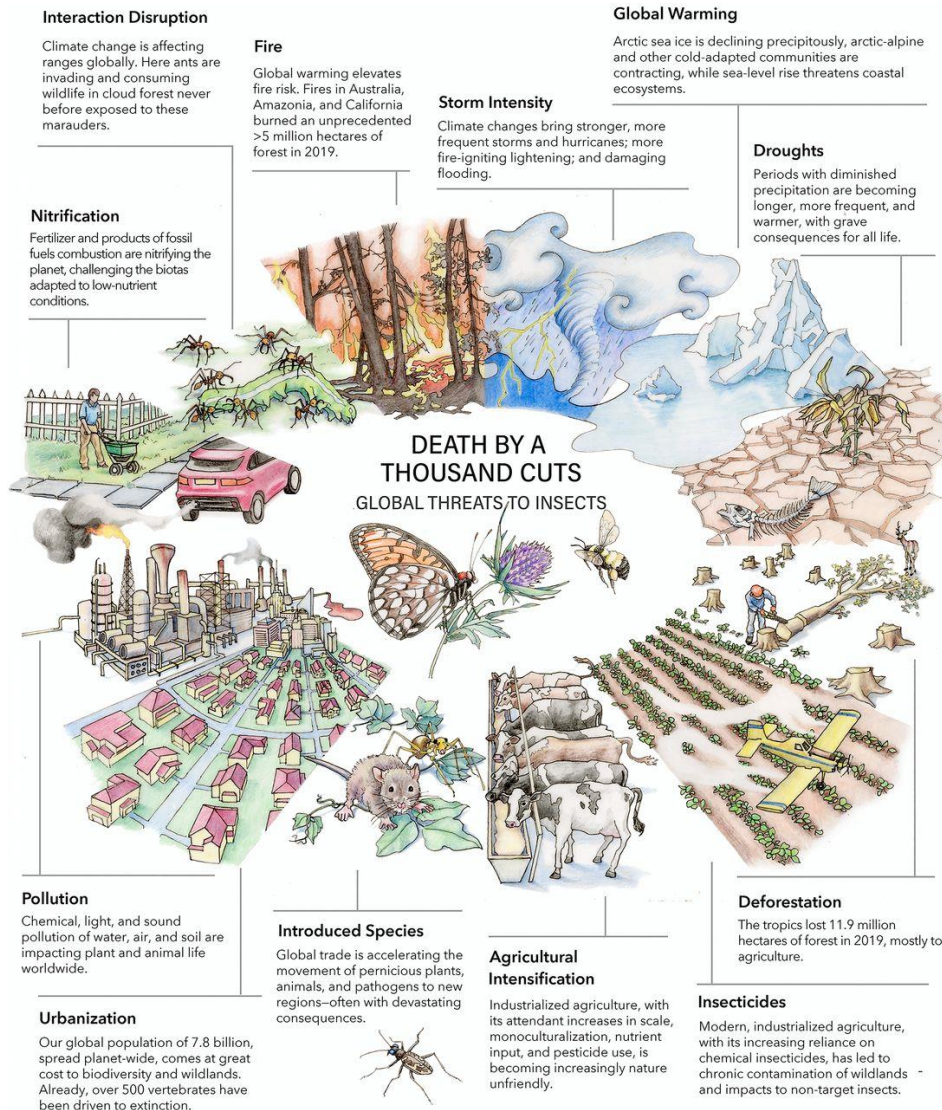 Interaction Disruption
Climate change is affecting
ranges globally. Here ants are
invading and consuming
wildlife in cloud forest never
before exposed to these
marauders.
Fire
Global warming elevates
fire risk. Fires in Australia,
Amazonia, and California
burned an unprecedented
>5 million hectares of
forest in 2019.
Storm Intensity
Climate changes bring stronger, more
frequent storms and hurricanes; more
fire-igniting lightening; and damaging
flooding.
Global Warming
Arctic sea ice is declining precipitously, arctic-alpine
and other cold-adapted communities are
contracting, while sea-level rise threatens coastal
ecosystems.
Droughts
Periods with diminished
precipitation are becoming
longer, more frequent, and
warmer, with grave
consequences for all life.
Nitrification
Fertilizer and products of fossil
fuels combustion are nitrifying the
planet, challenging the biotas
adapted to low-nutrient
conditions.
DEATH BY A
THOUSAND CUTS
GLOBAL THREATS TO INSECTS
Pollution
Chemical, light, and sound
pollution of water, air, and soil are
impacting plant and animal life
worldwide.
Urbanization
Our global population of 7.8 billion,
spread planet-wide, comes at great
cost to biodiversity and wildlands.
Already, over 500 vertebrates have
been driven to extinction.
Introduced Species
Global trade is accelerating the
movement of pernicious plants,
animals, and pathogens to new
regions—often with devastating
consequences.
Agricultural
Intensification
Industrialized agriculture, with
its attendant increases in scale,
monoculturalization, nutrient
input, and pesticide use, is
becoming increasingly nature
unfriendly.
Deforestation
The tropics lost 11.9 million
hectares of forest in 2019, mostly to
agriculture.
Insecticides
Modern, industrialized agriculture,
with its increasing reliance on
chemical insecticides, has led to
chronic contamination of wildlands
and impacts to non-target insects.